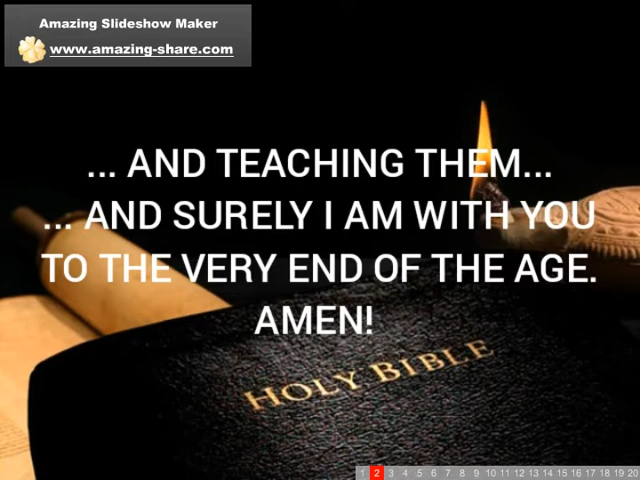 Amazing Slideshow Maker
www.amazing-share.com
... AND TEACHING THEM...
... AND SURELY I AM WITH YOU
TO THE VERY END OF THE AGE.
AMEN!
HOLY BIBLE
1 2 3 4 5 6 7 8 9 10 11 12 13 14 15 16 17 18 19 20